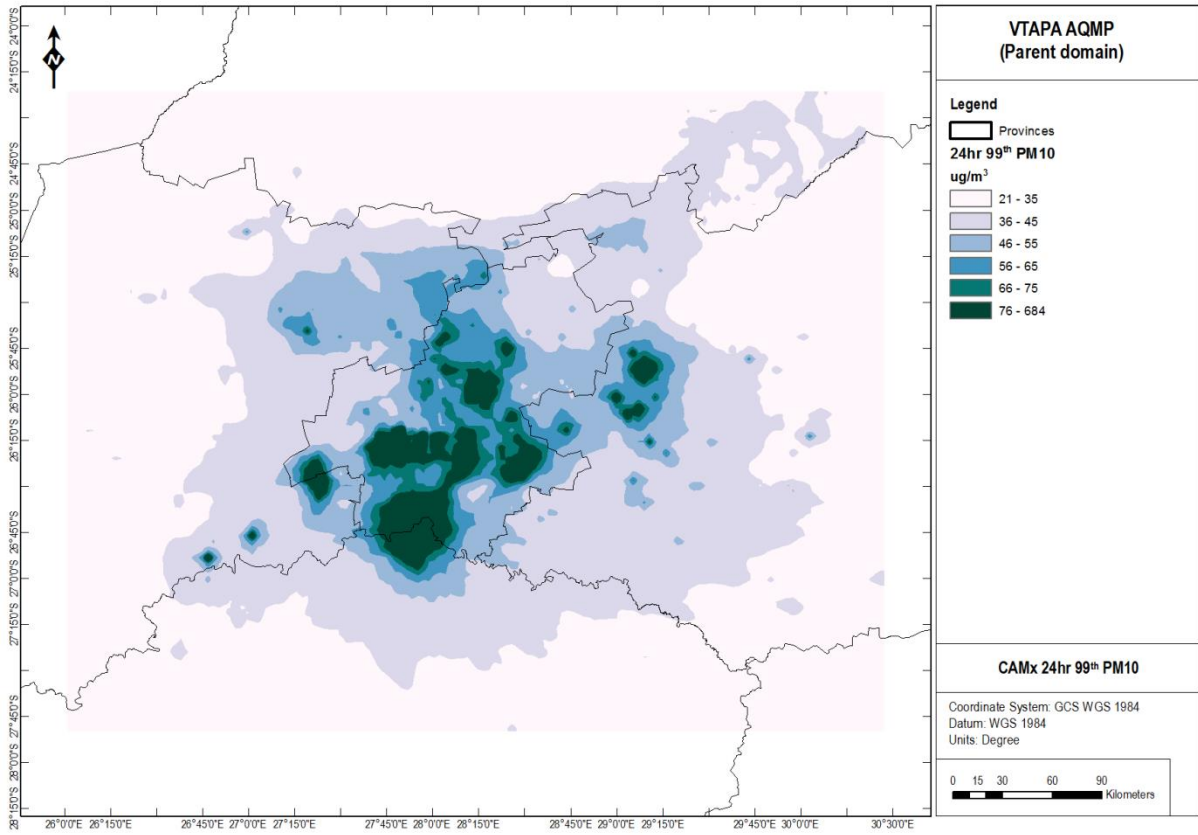 24°0'0"S
24°15'0"S
24°45'0"S
25°0'0"S
25°15'0"S
25°45'0"S
26°0'0"S
26°15'0"S
26°45'0"S
27°0'0"S
27°15'0"S
27°45'0"S
28°0'0"S
28°15'0"S
N
26°0'0"E 26°15'0"E 26°45'0"E 27°0'0"E 27°15'0"E 27°45'0"E 28°0'0"E 28°15'0"E 28°45'0"E 29°0'0"E 29°15'0"E 29°45'0"E 30°0'0"E 30°30'0"E
VTAPA AQMP
(Parent domain)
Legend
Provinces
24hr 99th PM10
ug/m³
21 - 35
36 - 45
46 - 55
56 - 65
66 - 75
76 - 684
CAMx 24hr 99th PM10
Coordinate System: GCS WGS 1984
Datum: WGS 1984
Units: Degree
0 15 30 60 90
Kilometers